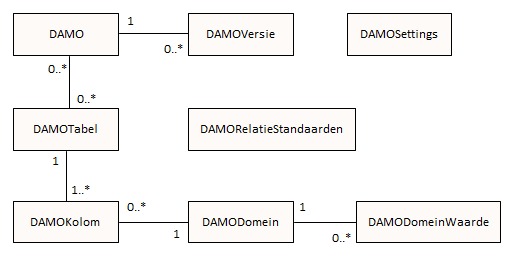 DAMO
1
0..*
DAMOVersie
DAMOSettings
0..*
0..*
DAMOTabel
DAMORelatieStandaarden
1
1..*
DAMOKolom
0..*
1
DAMODomein
1
0..*
DAMODomeinWaarde